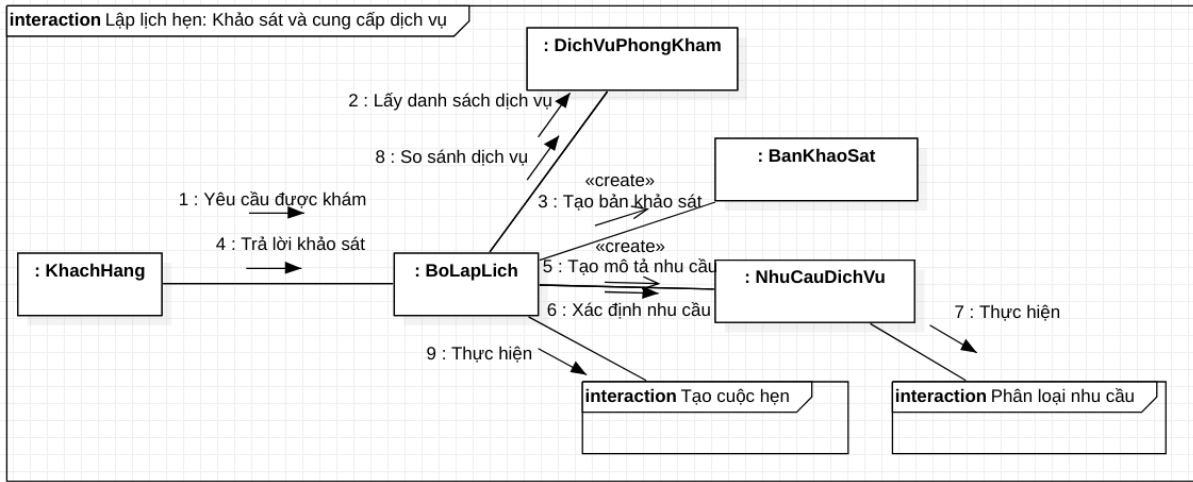 interaction Lập lịch hẹn: Khảo sát và cung cấp dịch vụ
: DichVuPhongKham
2 : Lấy danh sách dịch vụ
8 : So sánh dịch vụ
: BanKhaoSat
«create»
3 : Tạo bản khảo sát
1 : Yêu cầu được khám
4 : Trả lời khảo sát
: KhachHang
: BoLapLich
«create»
5 : Tạo mô tả nhu cầu
: NhuCauDichVu
6 : Xác định nhu cầu
7 : Thực hiện
9 : Thực hiện
interaction Tạo cuộc hẹn
interaction Phân loại nhu cầu